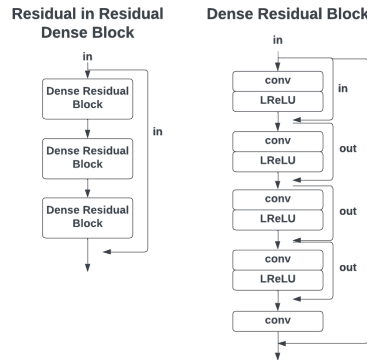 Residual in Residual
Dense Block
in
Dense Residual
Block
in
Dense Residual
Block
Dense Residual
Block
Dense Residual Block
in
conv
in
LReLU
conv
out
LReLU
conv
out
LReLU
conv
out
LReLU
conv